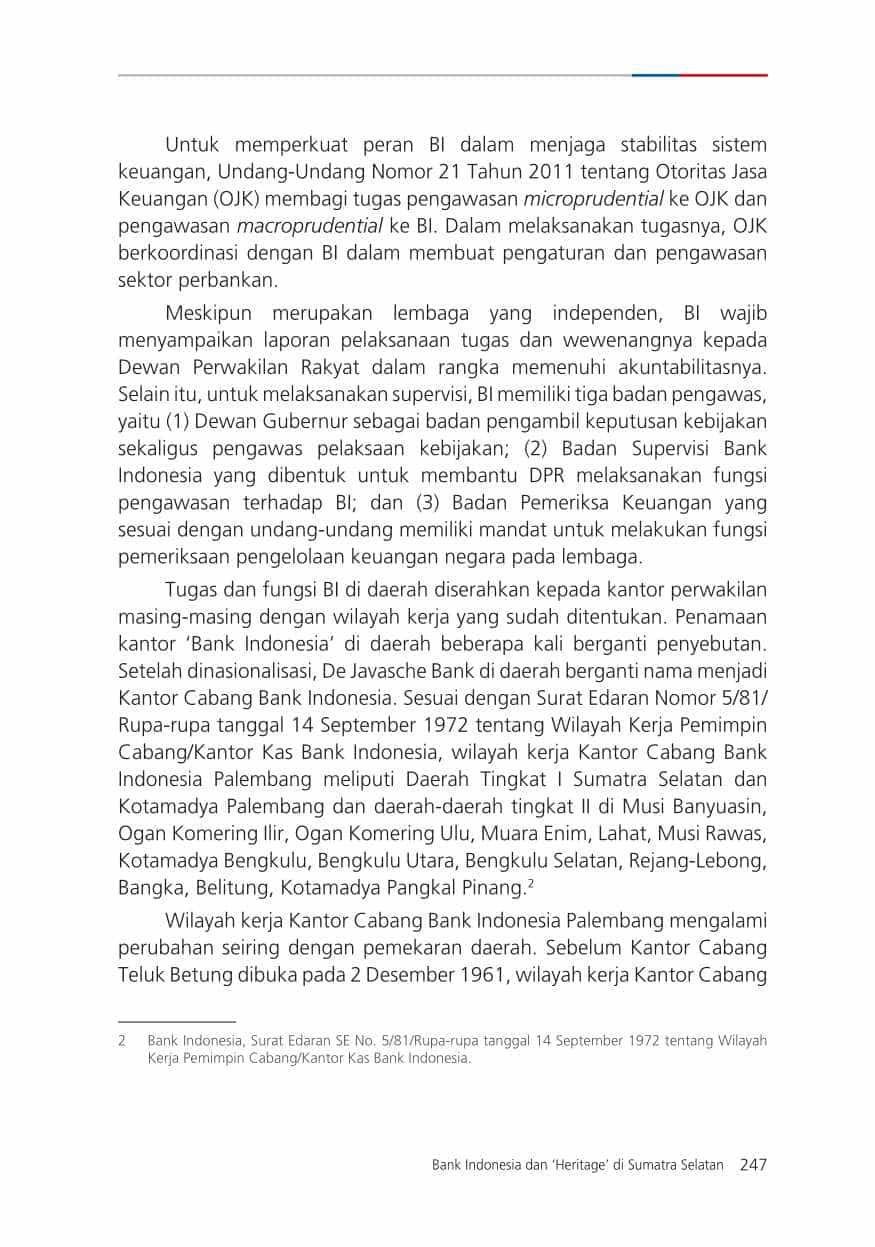 Untuk memperkuat peran BI dalam menjaga stabilitas sistem
keuangan, Undang-Undang Nomor 21 Tahun 2011 tentang Otoritas Jasa
Keuangan (OJK) membagi tugas pengawasan microprudential ke OJK dan
pengawasan macroprudential ke BI. Dalam melaksanakan tugasnya, OJK
berkoordinasi dengan BI dalam membuat pengaturan dan pengawasan
sektor perbankan.
Meskipun merupakan lembaga yang independen, BI wajib
menyampaikan laporan pelaksanaan tugas dan wewenangnya kepada
Dewan Perwakilan Rakyat dalam rangka memenuhi akuntabilitasnya.
Selain itu, untuk melaksanakan supervisi, BI memiliki tiga badan pengawas,
yaitu (1) Dewan Gubernur sebagai badan pengambil keputusan kebijakan
sekaligus pengawas pelaksaan kebijakan; (2) Badan Supervisi Bank
Indonesia yang dibentuk untuk membantu DPR melaksanakan fungsi
pengawasan terhadap BI; dan (3) Badan Pemeriksa Keuangan yang
sesuai dengan undang-undang memiliki mandat untuk melakukan fungsi
pemeriksaan pengelolaan keuangan negara pada lembaga.
Tugas dan fungsi BI di daerah diserahkan kepada kantor perwakilan
masing-masing dengan wilayah kerja yang sudah ditentukan. Penamaan
kantor ‘Bank Indonesia’ di daerah beberapa kali berganti penyebutan.
Setelah dinasionalisasi, De Javasche Bank di daerah berganti nama menjadi
Kantor Cabang Bank Indonesia. Sesuai dengan Surat Edaran Nomor 5/81/
Rupa-rupa tanggal 14 September 1972 tentang Wilayah Kerja Pemimpin
Cabang/Kantor Kas Bank Indonesia, wilayah kerja Kantor Cabang Bank
Indonesia Palembang meliputi Daerah Tingkat I Sumatra Selatan dan
Kotamadya Palembang dan daerah-daerah tingkat II di Musi Banyuasin,
Ogan Komering Ilir, Ogan Komering Ulu, Muara Enim, Lahat, Musi Rawas,
Kotamadya Bengkulu, Bengkulu Utara, Bengkulu Selatan, Rejang-Lebong,
Bangka, Belitung, Kotamadya Pangkal Pinang.2
Wilayah kerja Kantor Cabang Bank Indonesia Palembang mengalami
perubahan seiring dengan pemekaran daerah. Sebelum Kantor Cabang
Teluk Betung dibuka pada 2 Desember 1961, wilayah kerja Kantor Cabang
2 Bank Indonesia, Surat Edaran SE No. 5/81/Rupa-rupa tanggal 14 September 1972 tentang Wilayah
Kerja Pemimpin Cabang/Kantor Kas Bank Indonesia.
Bank Indonesia dan ‘Heritage’ di Sumatra Selatan 247